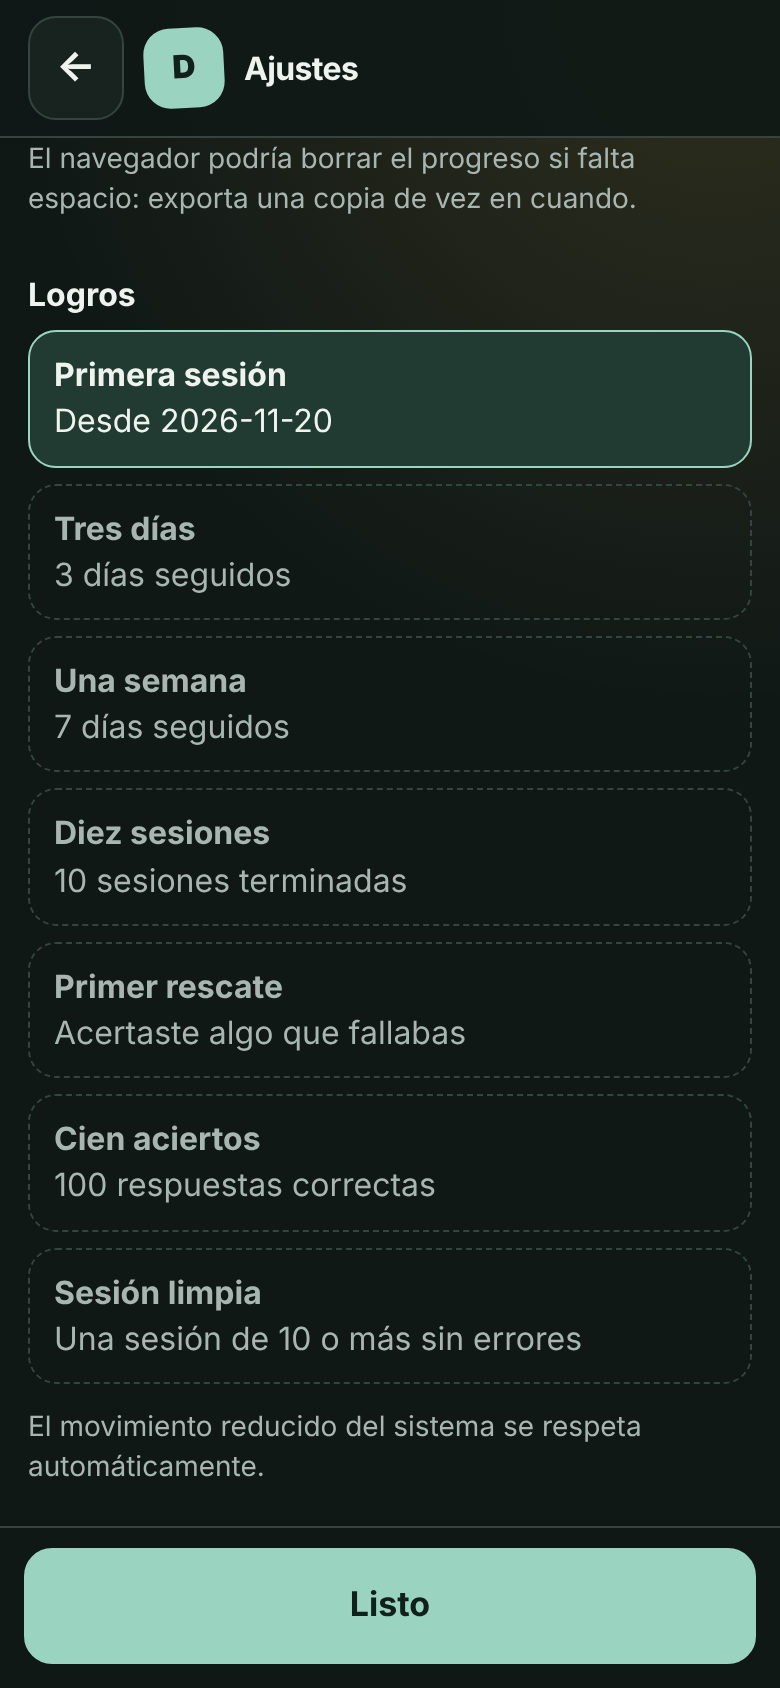 D
Ajustes
El navegador podría borrar el progreso si falta
espacio: exporta una copia de vez en cuando.
Logros
Primera sesión
Desde 2026-11-20
Tres días
3 días seguidos
Una semana
7 días seguidos
Diez sesiones
10 sesiones terminadas
Primer rescate
Acertaste algo que fallabas
Cien aciertos
100 respuestas correctas
Sesión limpia
Una sesión de 10 o más sin errores
El movimiento reducido del sistema se respeta
automáticamente.
Listo